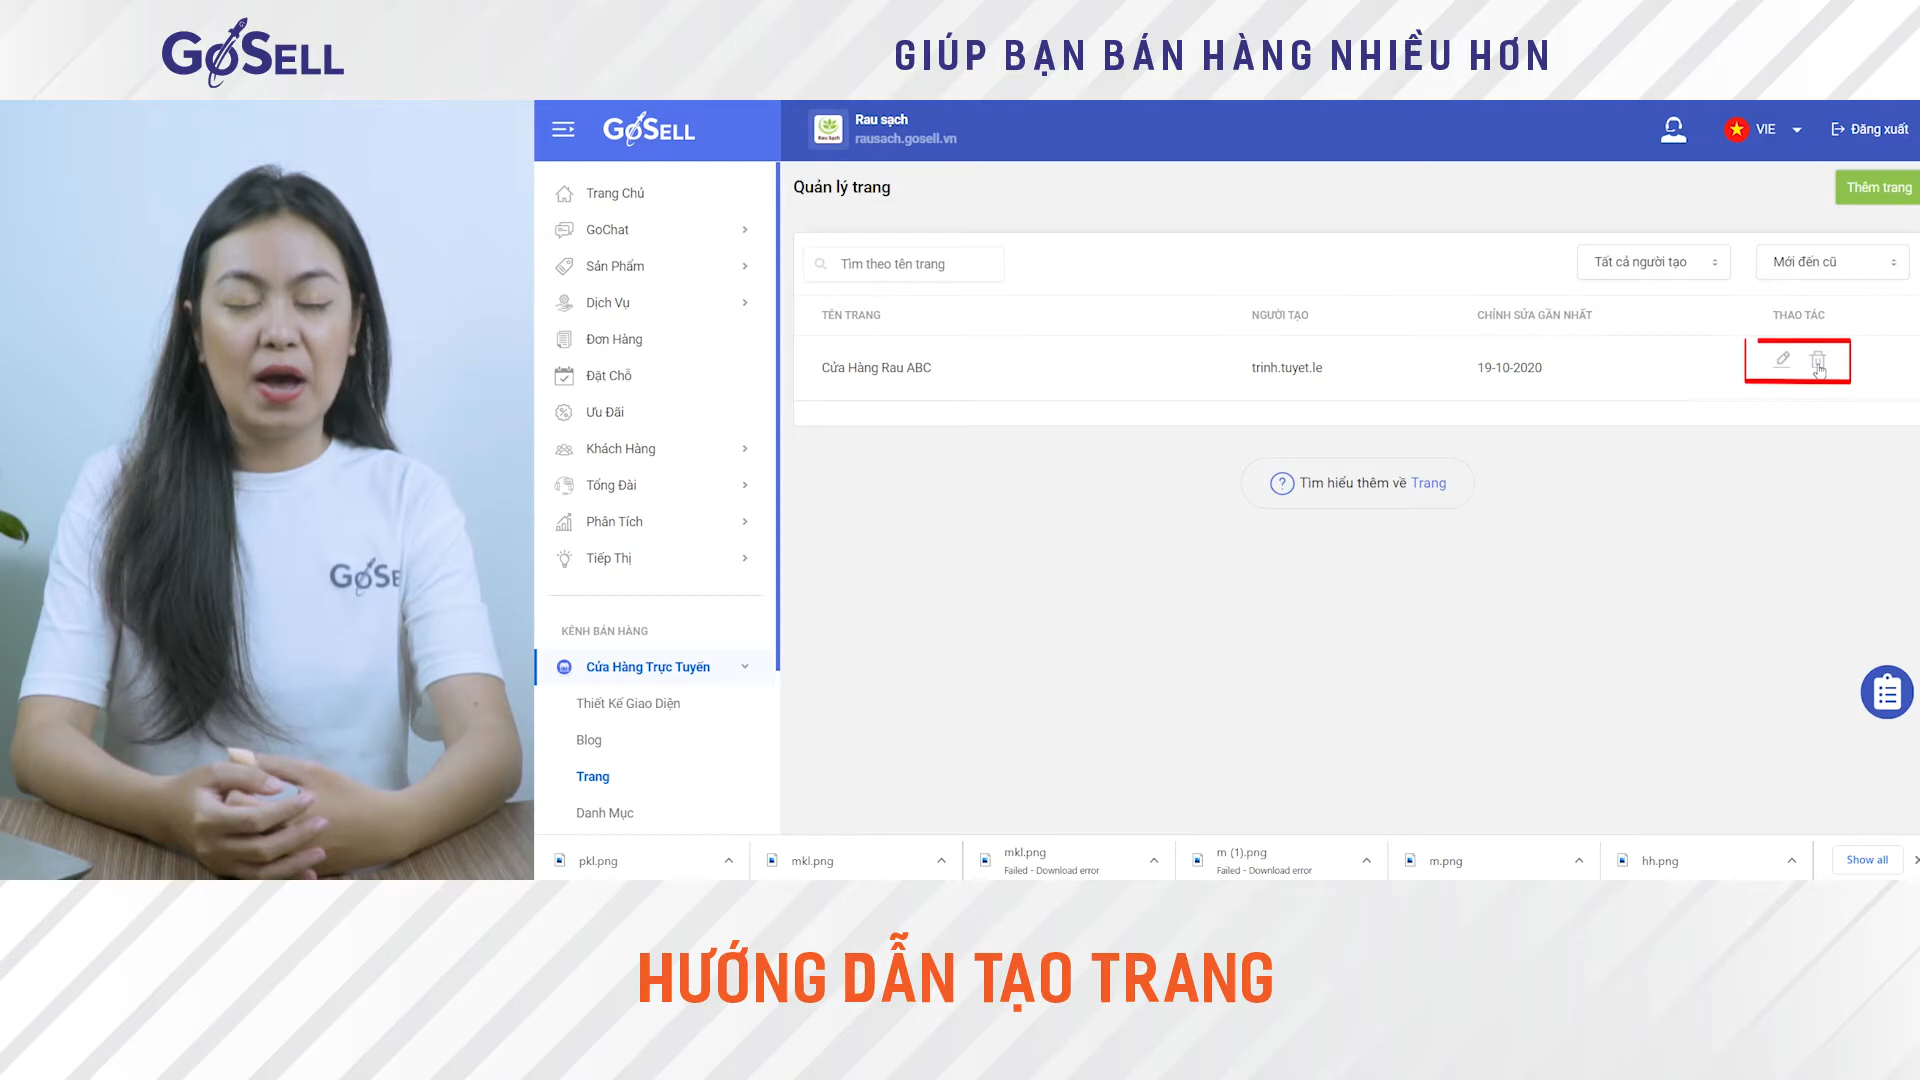 GOSELL
GIÚP BẠN BÁN HÀNG NHIỀU HƠN
GOSELL
Rau sạch
rausach.gosell.vn
VIE
Đăng xuất
Trang Chủ
GoChat
Sản Phẩm
Dịch Vụ
Đơn Hàng
Đặt Chỗ
Ưu Đãi
Khách Hàng
Tổng Đài
Phân Tích
Tiếp Thị
KÊNH BÁN HÀNG
Cửa Hàng Trực Tuyến
Thiết Kế Giao Diện
Blog
Trang
Danh Mục
Quản lý trang
Thêm trang
Tìm theo tên trang
Tất cả người tạo
Mới đến cũ
TÊN TRANG
NGƯỜI TẠO
CHỈNH SỬA GẦN NHẤT
THAO TÁC
Cửa Hàng Rau ABC
trinh.tuyet.le
19-10-2020
? Tìm hiểu thêm về Trang
GOSE
pkl.png
mkl.png
mkl.png
Failed - Download error
m (1).png
Failed - Download error
m.png
hh.png
Show all
HƯỚNG DẪN TẠO TRANG